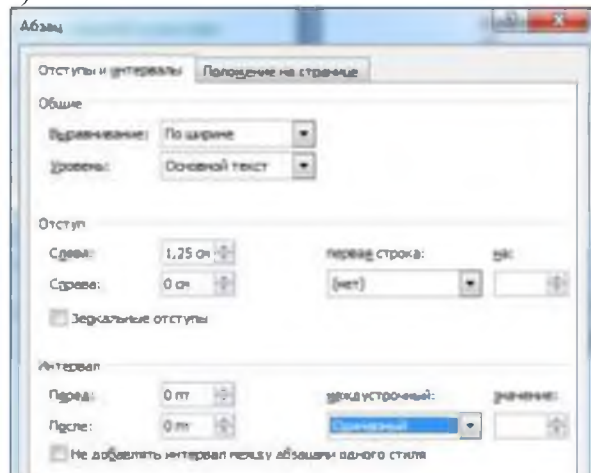 Абзац
Отступы и интервалы Положение на странице
Общие
Выравнивание: По ширине
Уровень: Основной текст
Отступ
Слева: 1,25 см первая строка: на:
Справа: 0 см (нет)
Зеркальные отступы
Интервал
Перед: 0 пт междустрочный: значение:
После: 0 пт Одинарный
Не добавлять интервал между абзацами одного стиля